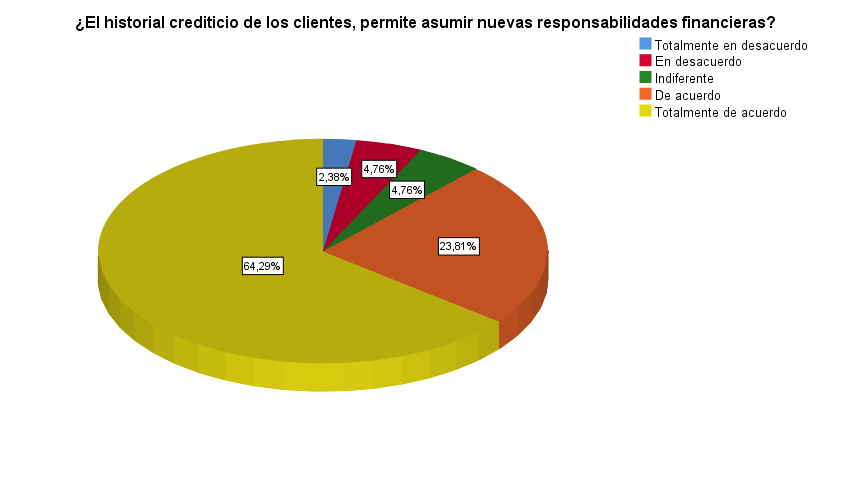 ¿El historial crediticio de los clientes, permite asumir nuevas responsabilidades financieras?
Totalmente en desacuerdo
En desacuerdo
Indiferente
De acuerdo
Totalmente de acuerdo
2,38%
4,76%
4,76%
23,81%
64,29%